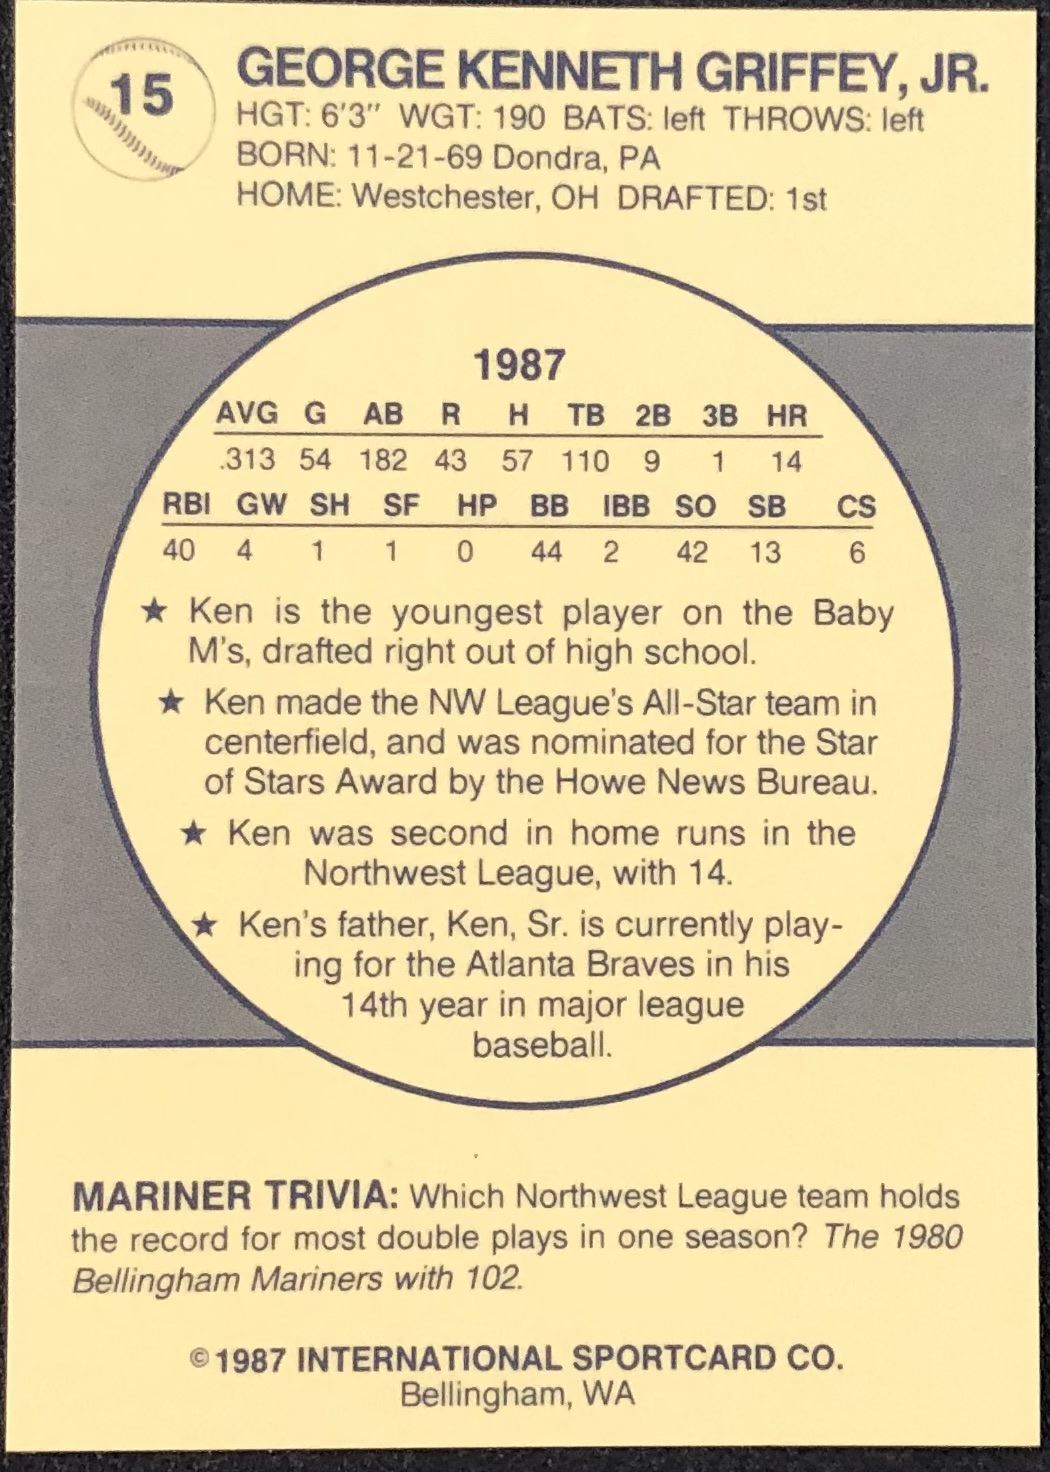 15
GEORGE KENNETH GRIFFEY, JR.
HGT: 6'3" WGT: 190 BATS: left THROWS: left
BORN: 11-21-69 Dondra, PA
HOME: Westchester, OH DRAFTED: 1st
1987
AVG G AB R H TB 2B 3B HR
.313 54 182 43 57 110 9 1 14
RBI GW SH SF HP BB IBB SO SB CS
40 4 1 1 0 44 2 42 13 6
★ Ken is the youngest player on the Baby
M's, drafted right out of high school.
★ Ken made the NW League's All-Star team in
centerfield, and was nominated for the Star
of Stars Award by the Howe News Bureau.
★ Ken was second in home runs in the
Northwest League, with 14.
★ Ken's father, Ken, Sr. is currently play-
ing for the Atlanta Braves in his
14th year in major league
baseball.
MARINER TRIVIA: Which Northwest League team holds
the record for most double plays in one season? The 1980
Bellingham Mariners with 102.
©1987 INTERNATIONAL SPORTCARD CO.
Bellingham, WA